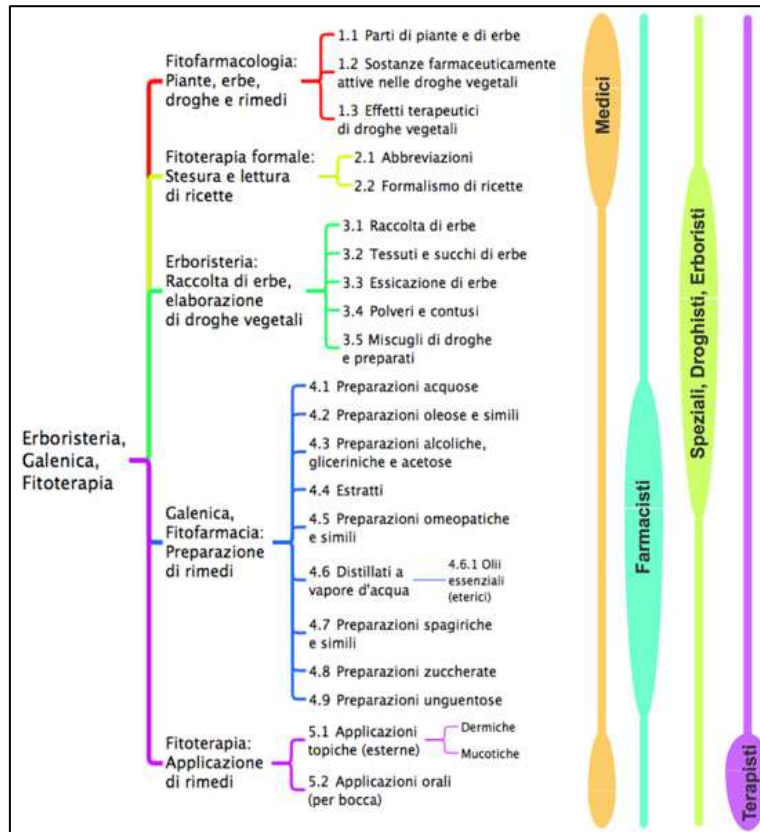 Erboristeria,
Galenica,
Fitoterapia
Fitofarmacologia:
Piante, erbe,
droghe e rimedi
1.1 Parti di piante e di erbe
1.2 Sostanze farmaceuticamente
attive nelle droghe vegetali
1.3 Effetti terapeutici
di droghe vegetali
Fitoterapia formale:
Stesura e lettura
di ricette
2.1 Abbreviazioni
2.2 Formalismo di ricette
Erboristeria:
Raccolta di erbe,
elaborazione
di droghe vegetali
3.1 Raccolta di erbe
3.2 Tessuti e succhi di erbe
3.3 Essicazione di erbe
3.4 Polveri e contusi
3.5 Miscugli di droghe
e preparati
Galenica,
Fitofarmacia:
Preparazione
di rimedi
4.1 Preparazioni acquose
4.2 Preparazioni oleose e simili
4.3 Preparazioni alcoliche,
gliceriniche e acetose
4.4 Estratti
4.5 Preparazioni omeopatiche
e simili
4.6 Distillati a
vapore d'acqua
4.6.1 Olii
essenziali
(eterici)
4.7 Preparazioni spagiriche
e simili
4.8 Preparazioni zuccherate
4.9 Preparazioni unguentose
Fitoterapia:
Applicazione
di rimedi
5.1 Applicazioni
topiche (esterne)
Dermiche
Mucotiche
5.2 Applicazioni orali
(per bocca)
Medici
Farmacisti
Speziali, Droghisti, Erboristi
Terapisti